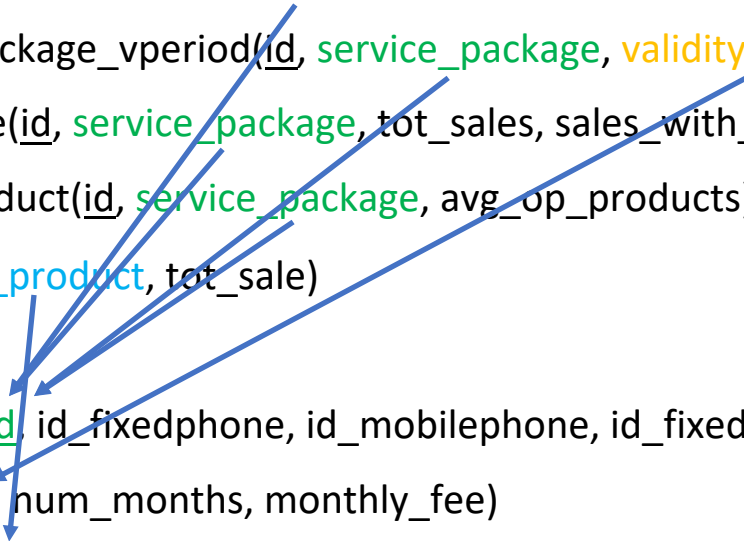 ckage_vperiod(id, service_package, validity
e(id, service_package, tot_sales, sales_with_
duct(id, service_package, avg_op_products)
_product, tot_sale)
d, id_fixedphone, id_mobilephone, id_fixed
num_months, monthly_fee)